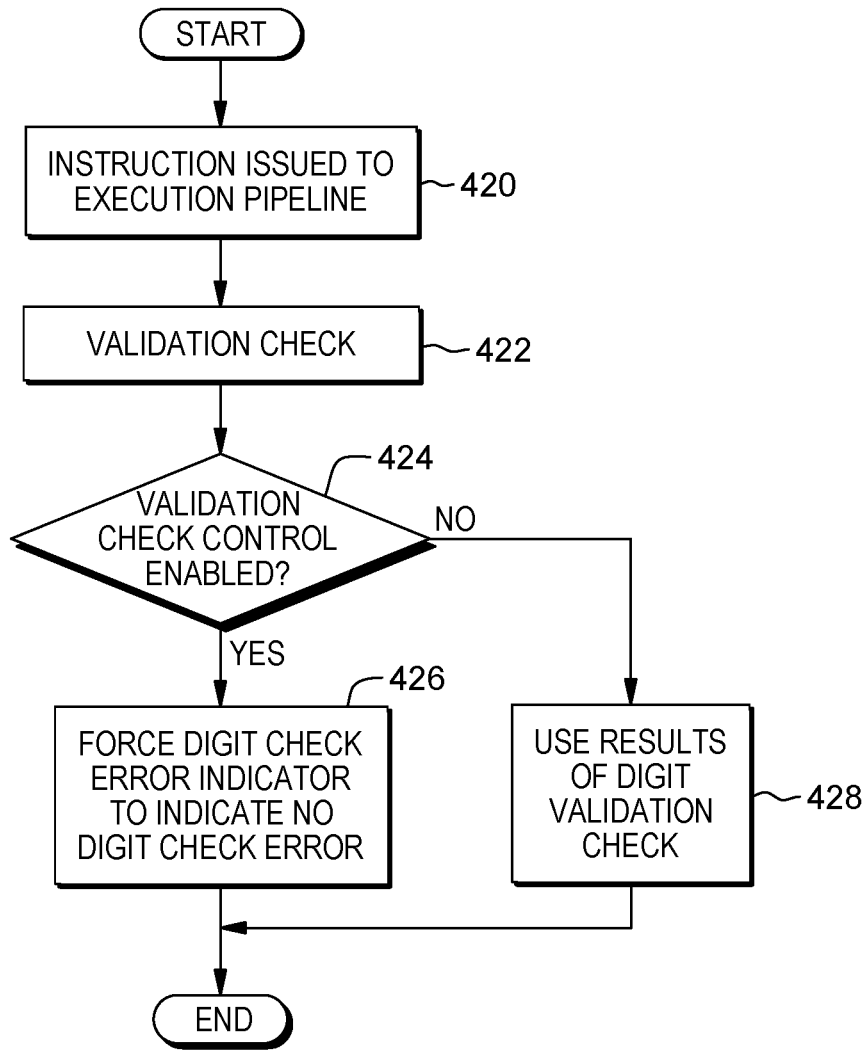 START
INSTRUCTION ISSUED TO
EXECUTION PIPELINE
420
VALIDATION CHECK
422
424
VALIDATION
CHECK CONTROL
ENABLED?
NO
YES
426
FORCE DIGIT CHECK
ERROR INDICATOR
TO INDICATE NO
DIGIT CHECK ERROR
USE RESULTS
OF DIGIT
VALIDATION
CHECK
428
END